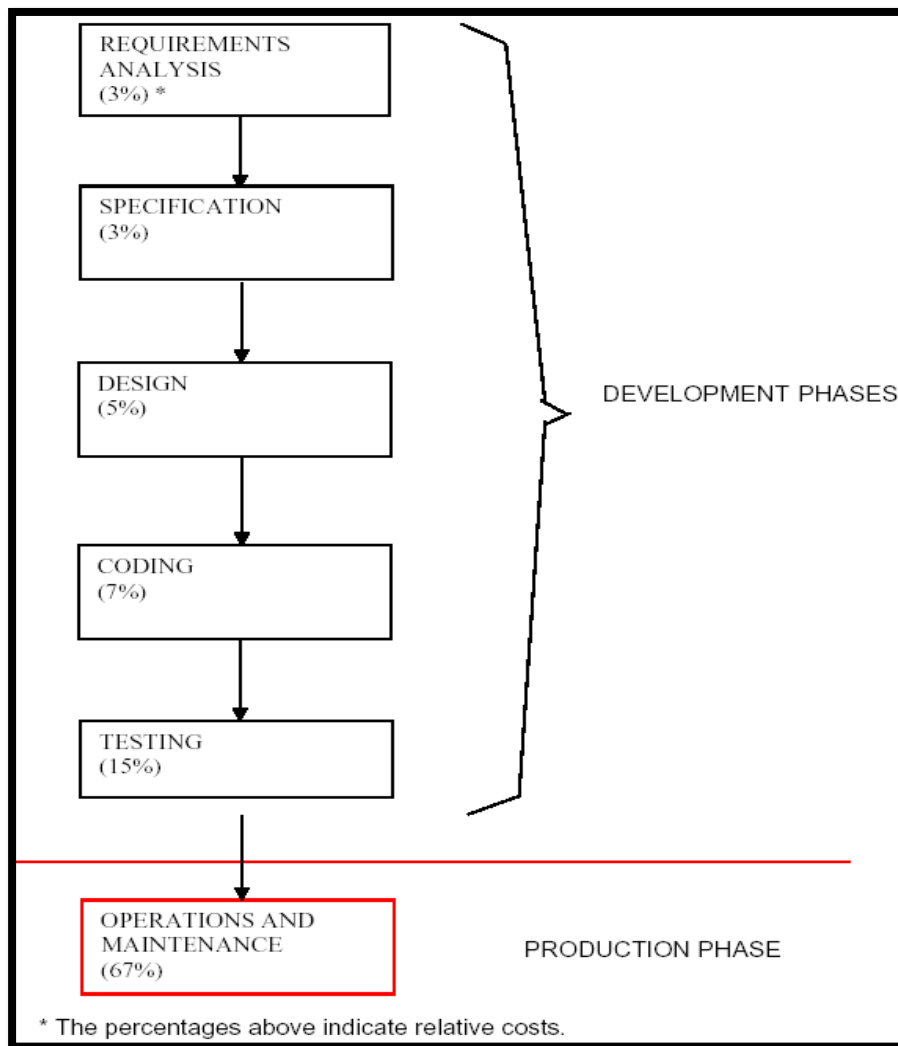 REQUIREMENTS
ANALYSIS
(3%) *
SPECIFICATION
(3%)
DESIGN
(5%)
DEVELOPMENT PHASES
CODING
(7%)
TESTING
(15%)
OPERATIONS AND
MAINTENANCE
(67%)
PRODUCTION PHASE
* The percentages above indicate relative costs.